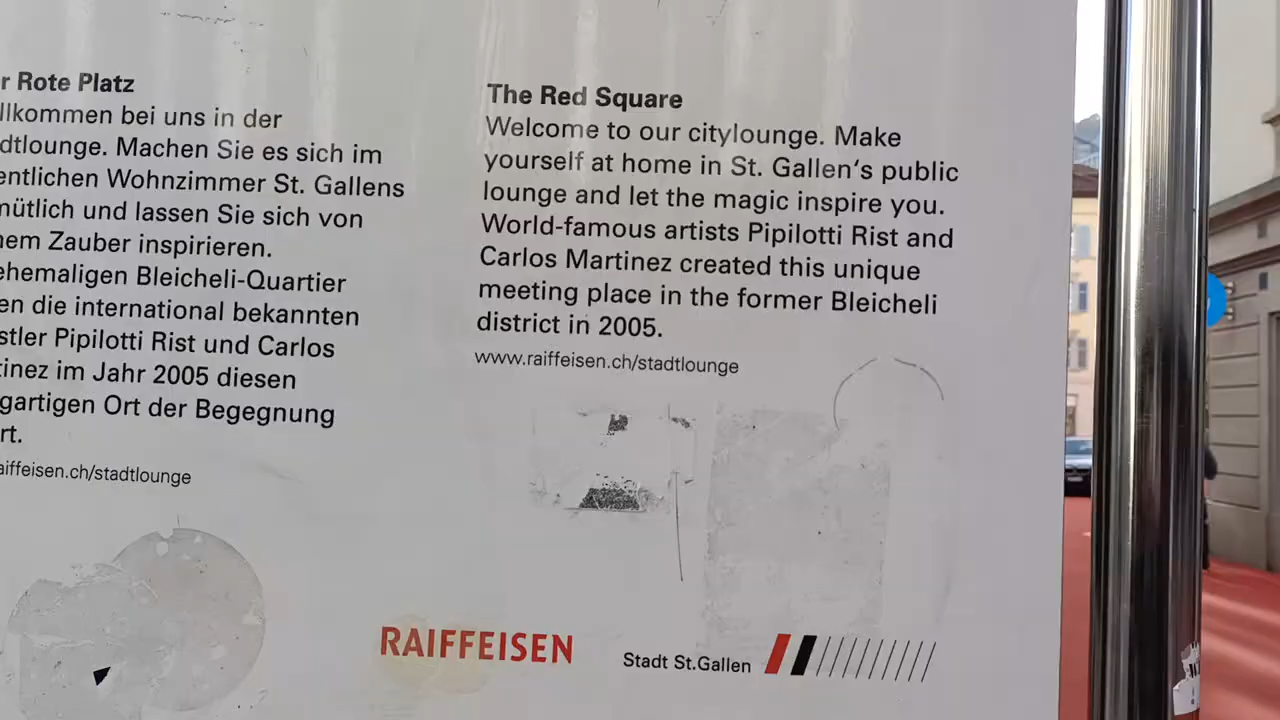 r Rote Platz
llkommen bei uns in der
dtlounge. Machen Sie es sich im
entlichen Wohnzimmer St. Gallens
mütlich und lassen Sie sich von
nem Zauber inspirieren.
ehemaligen Bleicheli-Quartier
en die international bekannten
stler Pipilotti Rist und Carlos
tinez im Jahr 2005 diesen
gartigen Ort der Begegnung
rt.
aiffeisen.ch/stadtlounge
The Red Square
Welcome to our citylounge. Make
yourself at home in St. Gallen‘s public
lounge and let the magic inspire you.
World-famous artists Pipilotti Rist and
Carlos Martinez created this unique
meeting place in the former Bleicheli
district in 2005.
www.raiffeisen.ch/stadtlounge
RAIFFEISEN
Stadt St.Gallen